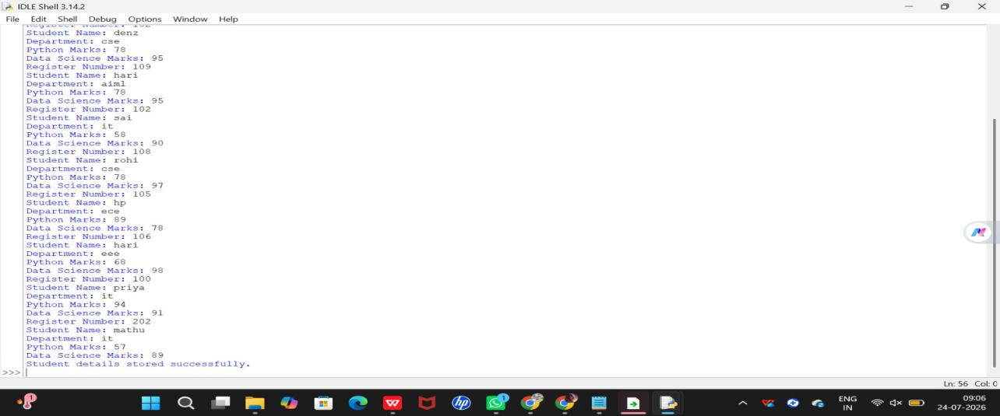 IDLE Shell 3.14.2
File Edit Shell Debug Options Window Help
Register Number: 102
Student Name: denz
Department: cse
Python Marks: 78
Data Science Marks: 95
Register Number: 109
Student Name: hari
Department: aiml
Python Marks: 78
Data Science Marks: 95
Register Number: 102
Student Name: sai
Department: it
Python Marks: 58
Data Science Marks: 90
Register Number: 108
Student Name: rohi
Department: cse
Python Marks: 78
Data Science Marks: 97
Register Number: 105
Student Name: hp
Department: ece
Python Marks: 89
Data Science Marks: 78
Register Number: 106
Student Name: hari
Department: eee
Python Marks: 68
Data Science Marks: 98
Register Number: 100
Student Name: priya
Department: it
Python Marks: 94
Data Science Marks: 91
Register Number: 202
Student Name: mathu
Department: it
Python Marks: 57
Data Science Marks: 89
Student details stored successfully.
>>>
Ln: 56 Col: 0
1
hp
1
ENG
IN
09:06
24-07-2026